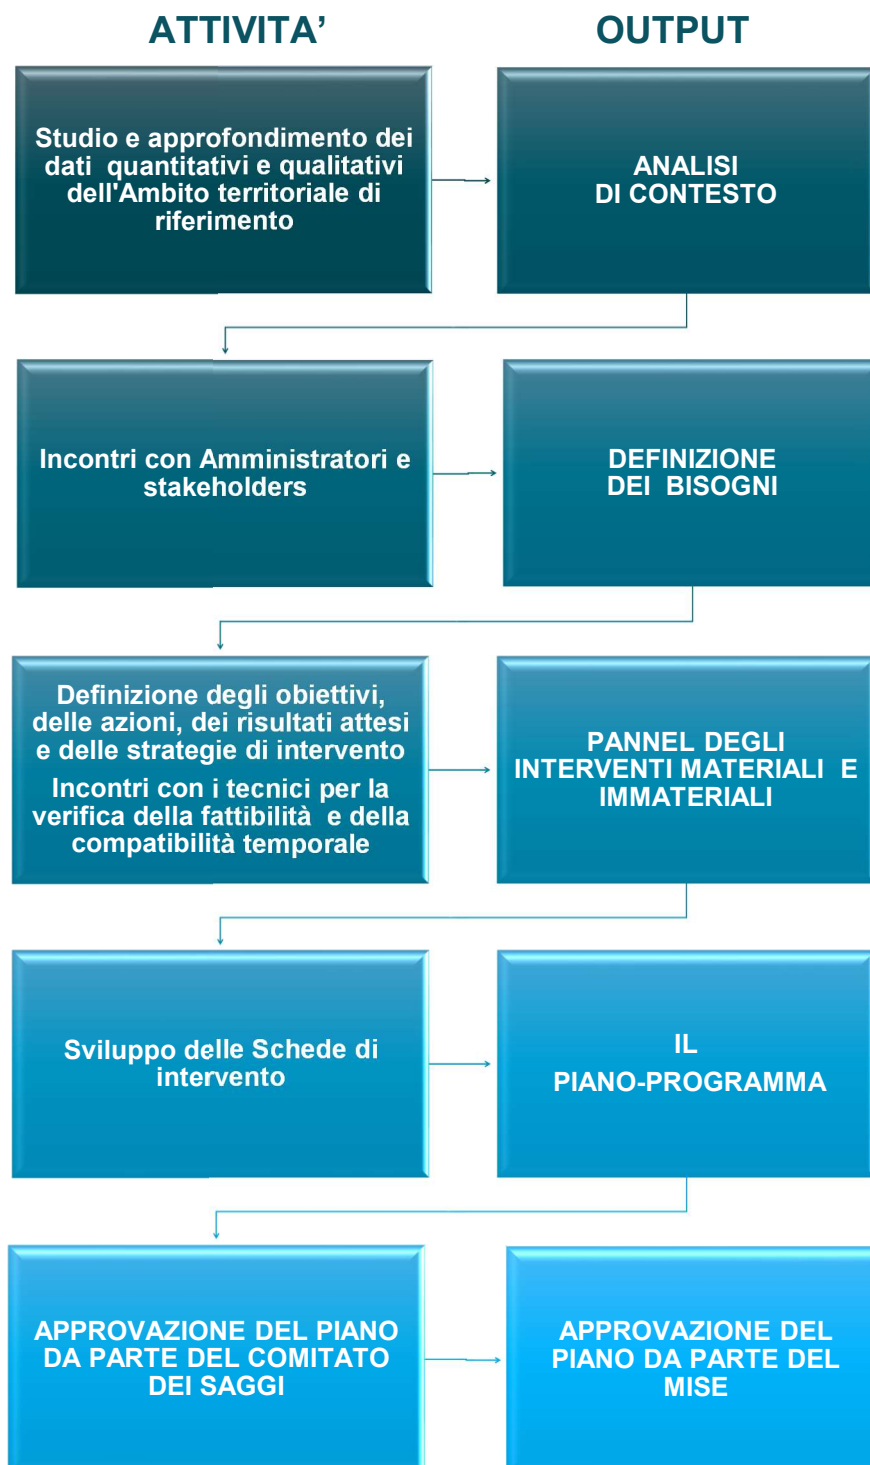 ATTIVITA’
OUTPUT
Studio e approfondimento dei
dati quantitativi e qualitativi
dell'Ambito territoriale di
riferimento
ANALISI
DI CONTESTO
Incontri con Amministratori e
stakeholders
DEFINIZIONE
DEI BISOGNI
Definizione degli obiettivi,
delle azioni, dei risultati attesi
e delle strategie di intervento
Incontri con i tecnici per la
verifica della fattibilità e della
compatibilità temporale
PANNEL DEGLI
INTERVENTI MATERIALI E
IMMATERIALI
Sviluppo delle Schede di
intervento
IL
PIANO-PROGRAMMA
APPROVAZIONE DEL PIANO
DA PARTE DEL COMITATO
DEI SAGGI
APPROVAZIONE DEL
PIANO DA PARTE DEL
MISE